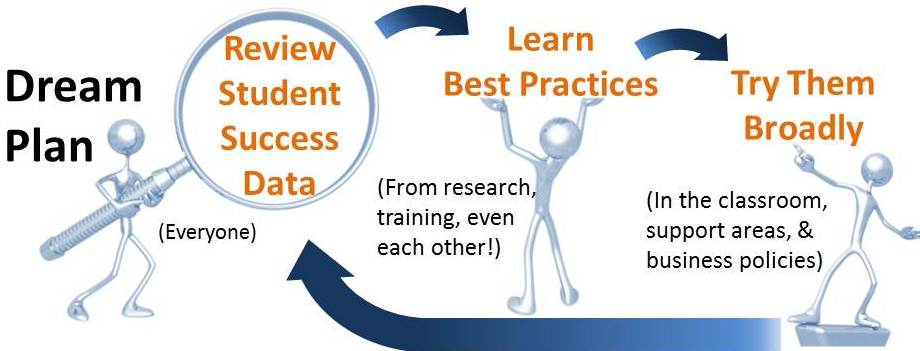 Dream
Plan
Review
Student
Success
Data
(Everyone)
Learn
Best Practices
(From research,
training, even
each other!)
Try Them
Broadly
(In the classroom,
support areas, &
business policies)